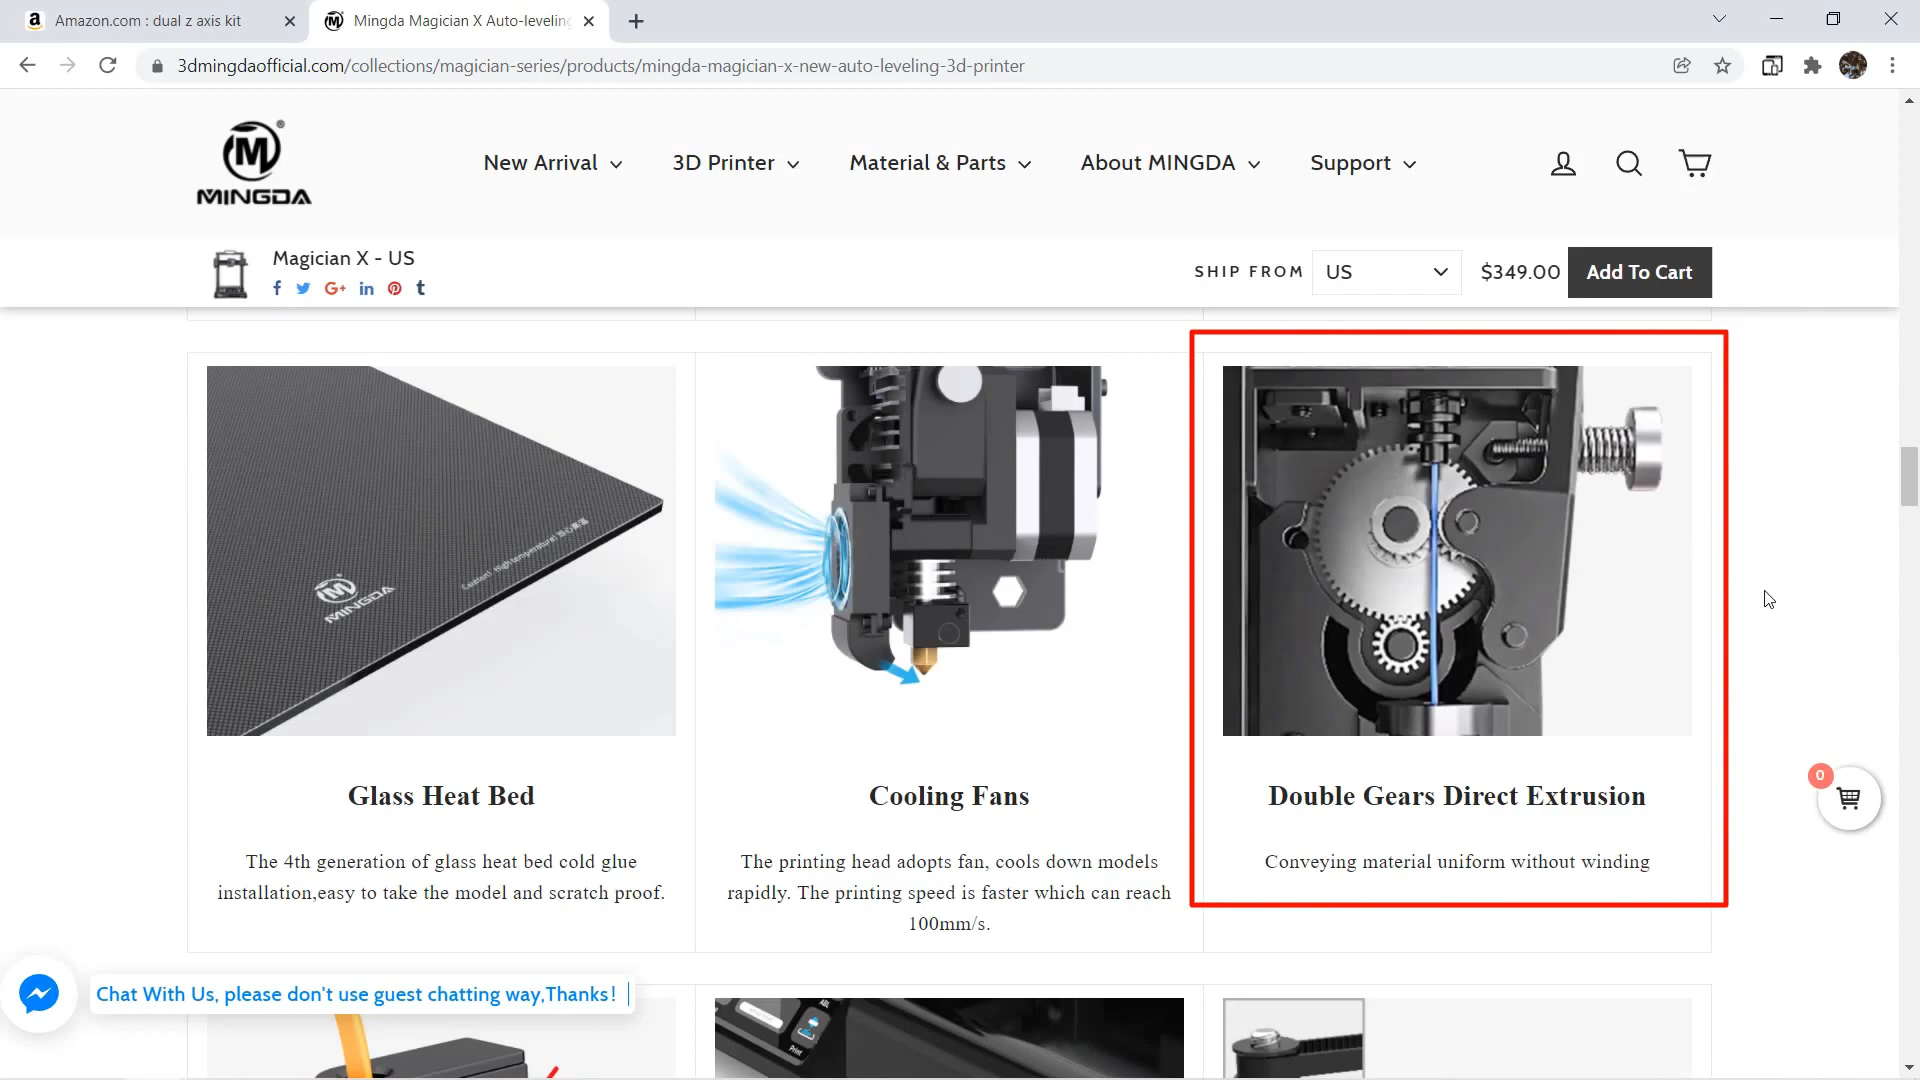 Amazon.com : dual z axis kit
Mingda Magician X Auto-leveling
3dmingdaofficial.com/collections/magician-series/products/mingda-magician-x-new-auto-leveling-3d-printer
MINGDA
New Arrival
3D Printer
Material & Parts
About MINGDA
Support
Magician X - US
SHIP FROM
US
$349.00
Add To Cart
MINGDA
Caution! High temperature!
Glass Heat Bed
The 4th generation of glass heat bed cold glue
installation,easy to take the model and scratch proof.
Cooling Fans
The printing head adopts fan, cools down models
rapidly. The printing speed is faster which can reach
100mm/s.
Double Gears Direct Extrusion
Conveying material uniform without winding
0
Chat With Us, please don't use guest chatting way,Thanks!
ABL
Print